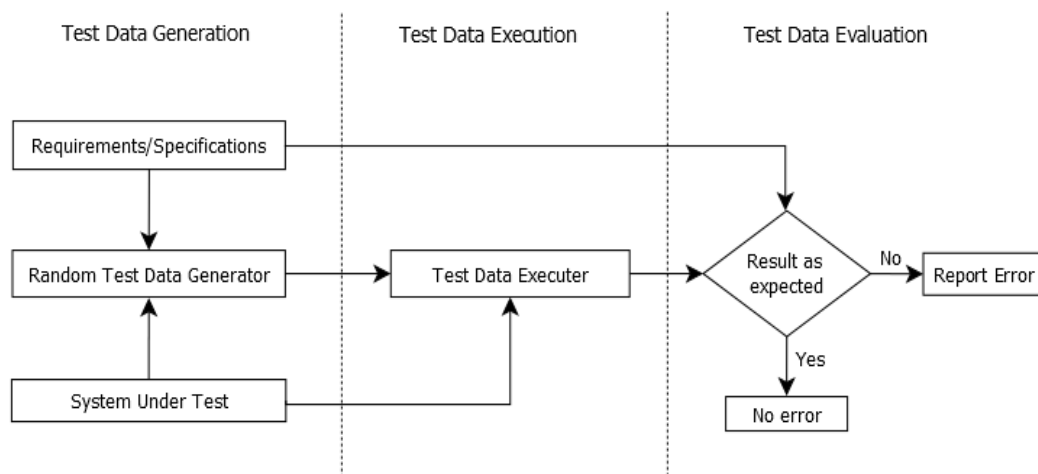 Test Data Generation
Test Data Execution
Test Data Evaluation
Requirements/Specifications
Random Test Data Generator
Test Data Executer
Result as
expected
No
Report Error
Yes
System Under Test
No error